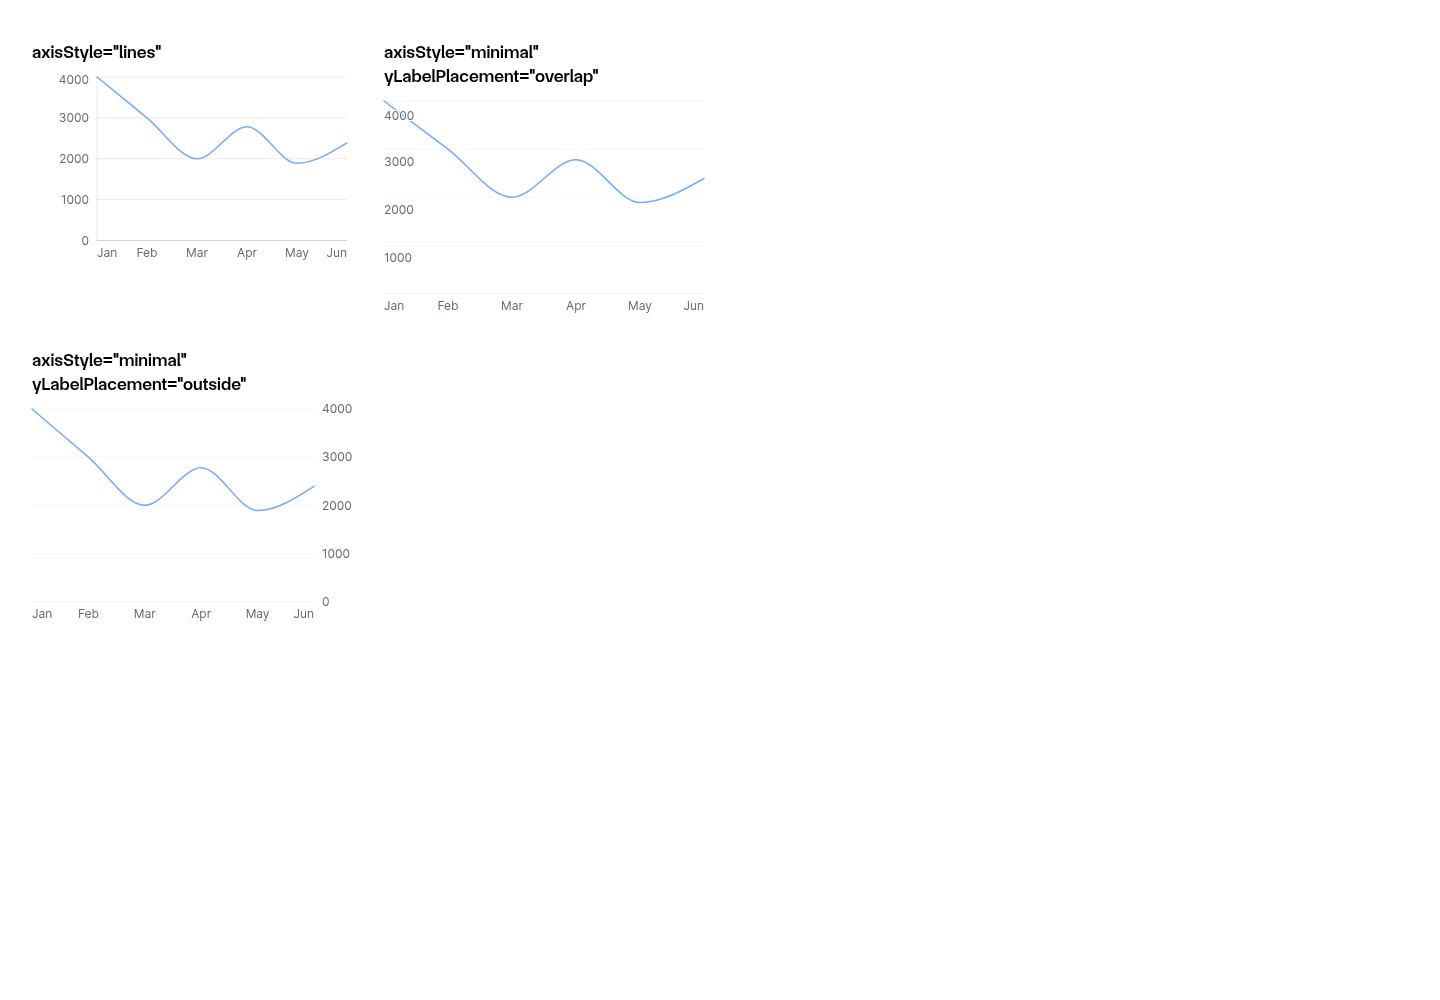 axisStyle="lines"
4000
3000
2000
1000
0
Jan Feb Mar Apr May Jun
axisStyle="minimal"
yLabelPlacement="overlap"
4000
3000
2000
1000
Jan Feb Mar Apr May Jun
axisStyle="minimal"
yLabelPlacement="outside"
4000
3000
2000
1000
0
Jan Feb Mar Apr May Jun